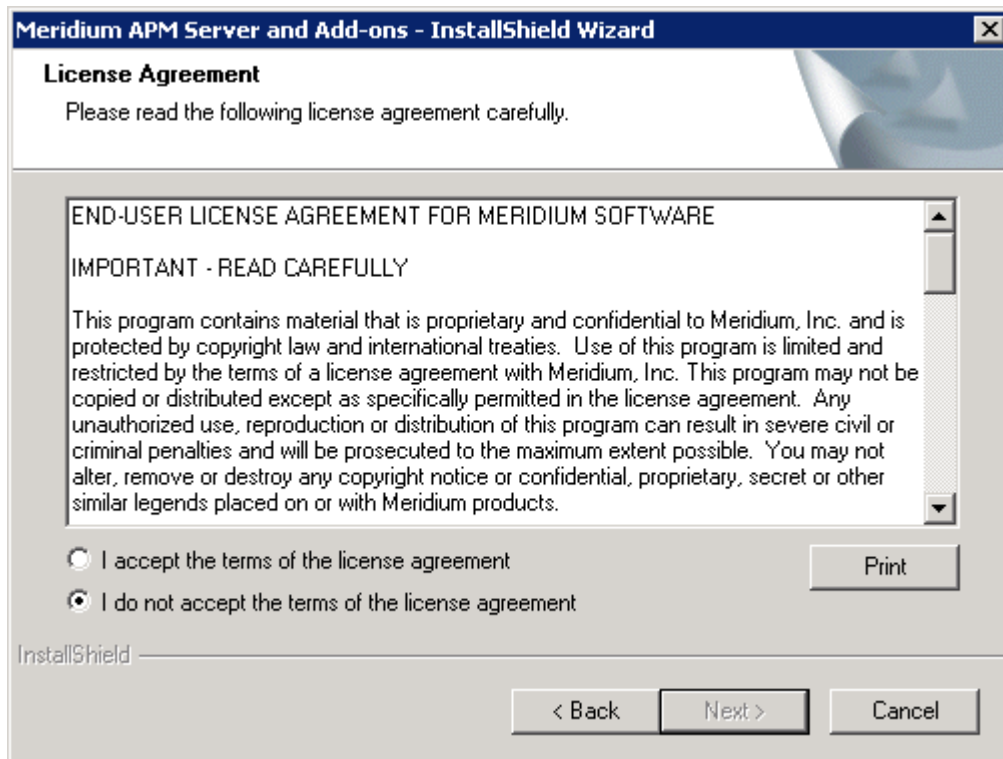 Meridium APM Server and Add-ons - InstallShield Wizard
License Agreement
Please read the following license agreement carefully.
END-USER LICENSE AGREEMENT FOR MERIDIUM SOFTWARE
IMPORTANT - READ CAREFULLY
This program contains material that is proprietary and confidential to Meridium, Inc. and is
protected by copyright law and international treaties.  Use of this program is limited and
restricted by the terms of a license agreement with Meridium, Inc. This program may not be
copied or distributed except as specifically permitted in the license agreement.  Any
unauthorized use, reproduction or distribution of this program can result in severe civil or
criminal penalties and will be prosecuted to the maximum extent possible.  You may not
alter, remove or destroy any copyright notice or confidential, proprietary, secret or other
similar legends placed on or with Meridium products.
I accept the terms of the license agreement
Print
I do not accept the terms of the license agreement
InstallShield
< Back
Next >
Cancel